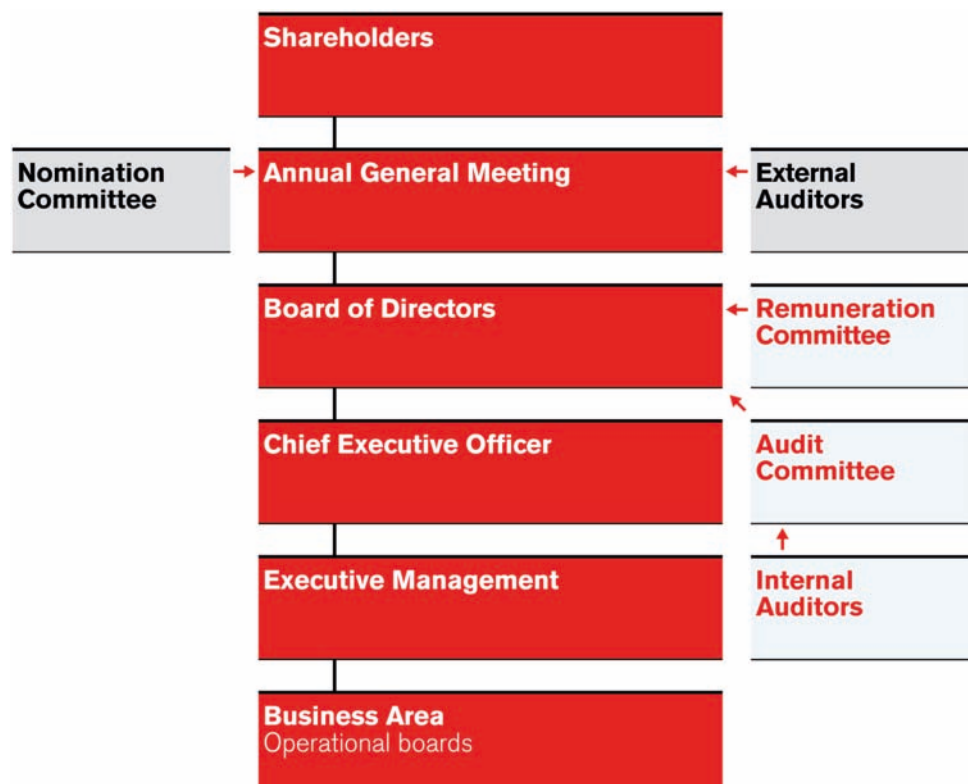 Shareholders
Nomination
Committee
Annual General Meeting
External
Auditors
Board of Directors
Remuneration
Committee
Chief Executive Officer
Audit
Committee
Executive Management
Internal
Auditors
Business Area
Operational boards